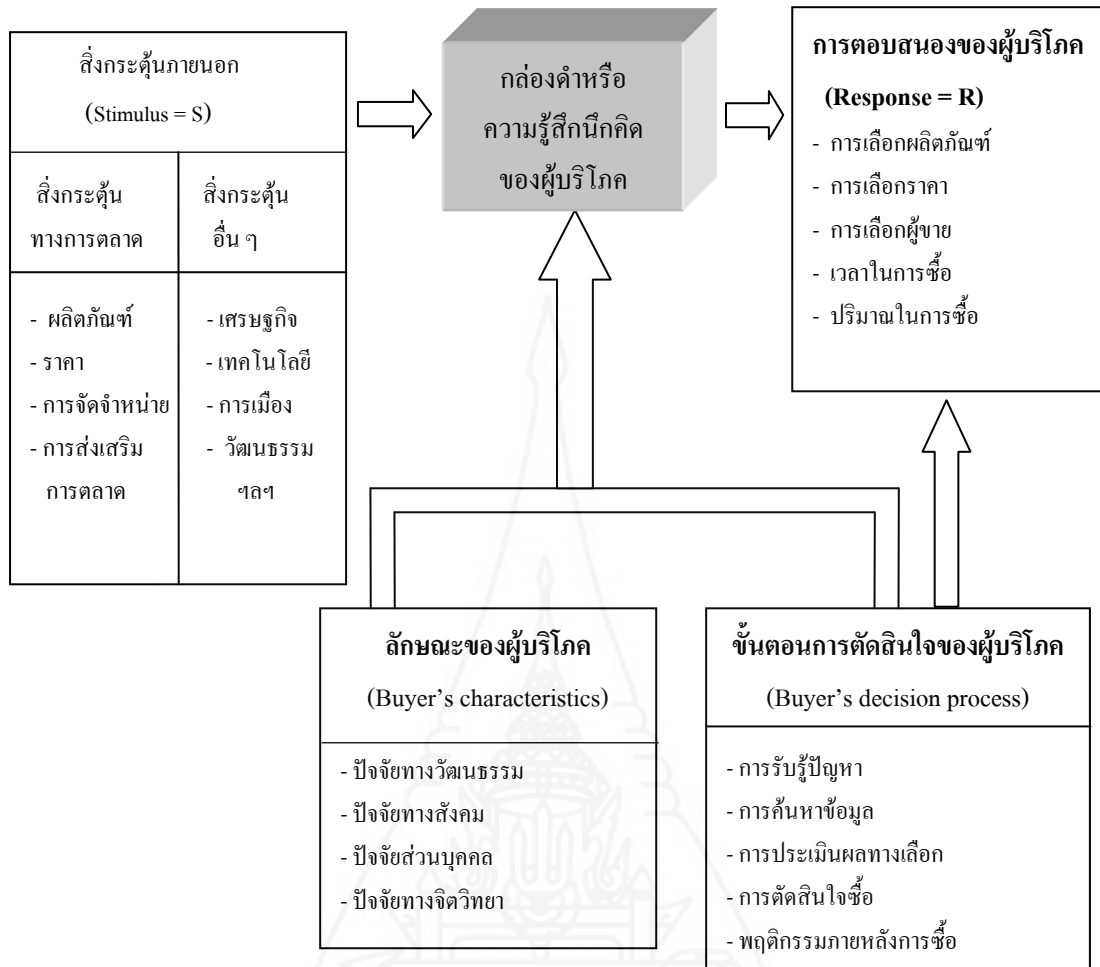 สิ่งกระตุ้นภายนอก
(Stimulus = S)
สิ่งกระตุ้น
ทางการตลาด
สิ่งกระตุ้น
อื่น ๆ
- ผลิตภัณฑ์
- ราคา
- การจัดจำหน่าย
- การส่งเสริม
การตลาด
- เศรษฐกิจ
- เทคโนโลยี
- การเมือง
- วัฒนธรรม
ฯลฯ
กล่องดำหรือ
ความรู้สึกนึกคิด
ของผู้บริโภค
การตอบสนองของผู้บริโภค
(Response = R)
- การเลือกผลิตภัณฑ์
- การเลือกราคา
- การเลือกผู้ขาย
- เวลาในการซื้อ
- ปริมาณในการซื้อ
ลักษณะของผู้บริโภค
(Buyer’s characteristics)
- ปัจจัยทางวัฒนธรรม
- ปัจจัยทางสังคม
- ปัจจัยส่วนบุคคล
- ปัจจัยทางจิตวิทยา
ขั้นตอนการตัดสินใจของผู้บริโภค
(Buyer’s decision process)
- การรับรู้ปัญหา
- การค้นหาข้อมูล
- การประเมินผลทางเลือก
- การตัดสินใจซื้อ
- พฤติกรรมภายหลังการซื้อ